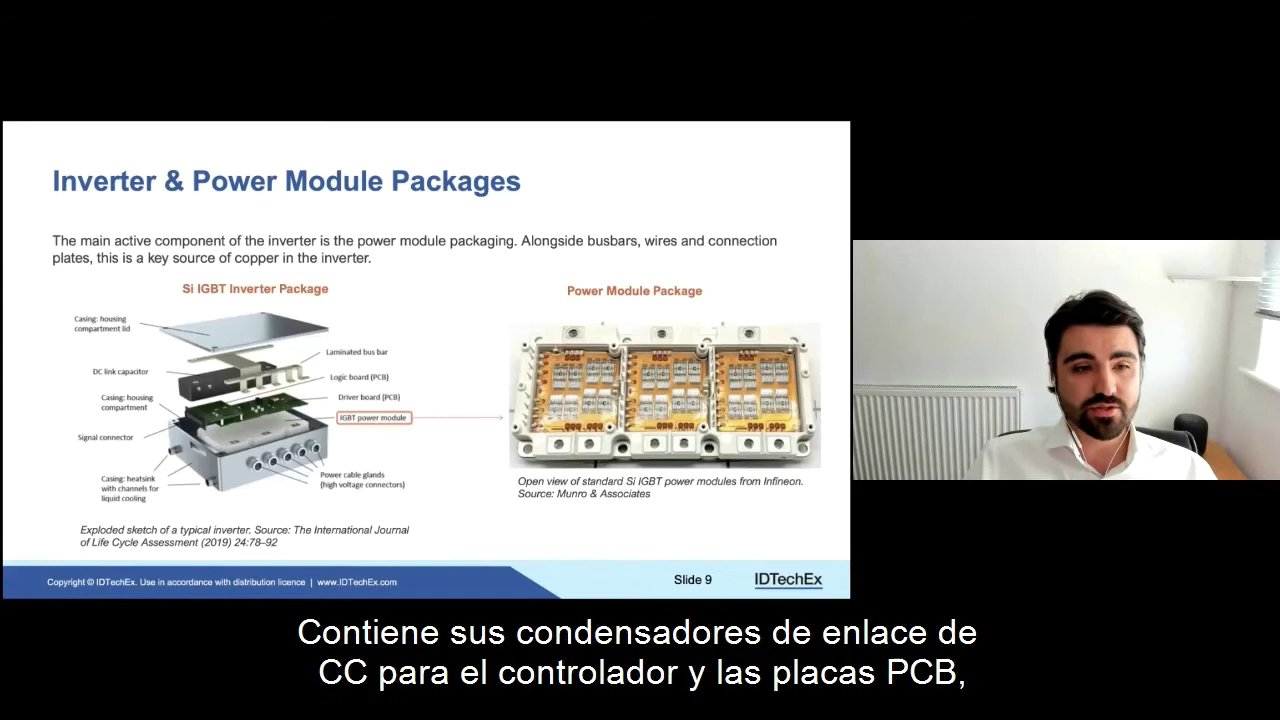 Inverter & Power Module Packages
The main active component of the inverter is the power module packaging. Alongside busbars, wires and connection
plates, this is a key source of copper in the inverter.
Si IGBT Inverter Package
Casing: housing
compartment lid
DC link capacitor
Casing: housing
compartment
Signal connector
Casing: heatsink
with channels for
liquid cooling
Laminated bus bar
Logic board (PCB)
Driver board (PCB)
IGBT power module
Power cable glands
(high voltage connectors)
Exploded sketch of a typical inverter. Source: The International Journal
of Life Cycle Assessment (2019) 24:78–92
Power Module Package
Open view of standard Si IGBT power modules from Infineon.
Source: Munro & Associates
Copyright © IDTechEx. Use in accordance with distribution licence | www.IDTechEx.com
Slide 9
IDTechEx
Contiene sus condensadores de enlace de
CC para el controlador y las placas PCB,